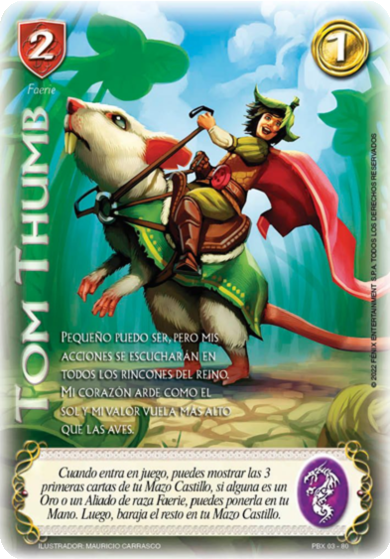 2
1
Faerie
TOM THUMB
PEQUEÑO PUEDO SER, PERO MIS
ACCIONES SE ESCUCHARÁN EN
TODOS LOS RINCONES DEL REINO.
MI CORAZÓN ARDE COMO EL
SOL Y MI VALOR VUELA MÁS ALTO
QUE LAS AVES.
© 2022 FENIX ENTERTAINMENT S.P.A. TODOS LOS DERECHOS RESERVADOS
Cuando entra en juego, puedes mostrar las 3
primeras cartas de tú Mazo Castillo, si alguna es un
Oro o un Aliado de raza Faerie, puedes ponerla en tu
Mano. Luego, baraja el resto en tu Mazo Castillo.
ILUSTRADOR: MAURICIO CARRASCO
PBX 03 - 80